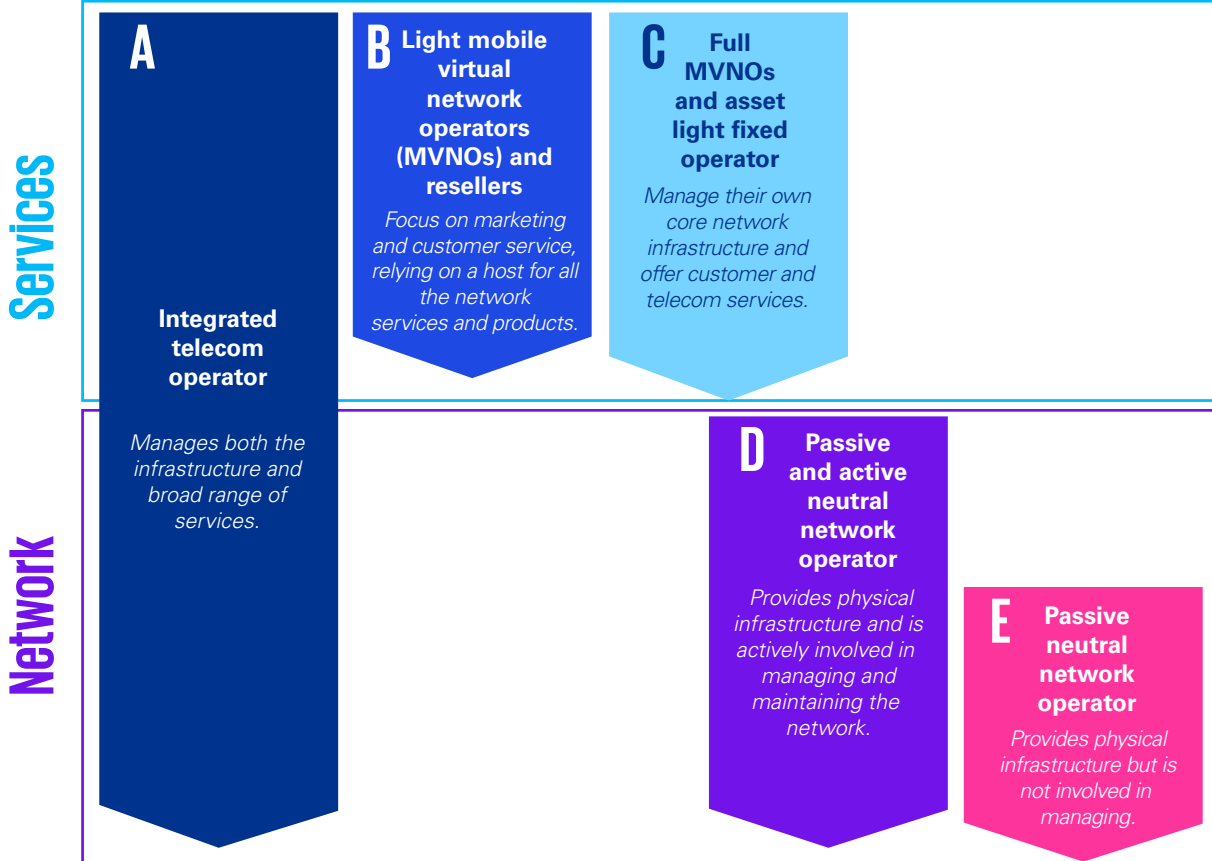 Services
Network
A
Integrated
telecom
operator
Manages both the
infrastructure and
broad range of
services.
B
Light mobile
virtual
network
operators
(MVNOs) and
resellers
Focus on marketing
and customer service,
relying on a host for all
the network
services and products.
C
Full
MVNOs
and asset
light fixed
operator
Manage their own
core network
infrastructure and
offer customer and
telecom services.
D
Passive
and active
neutral
network
operator
Provides physical
infrastructure and is
actively involved in
managing and
maintaining the
network.
E
Passive
neutral
network
operator
Provides physical
infrastructure but is
not involved in
managing.